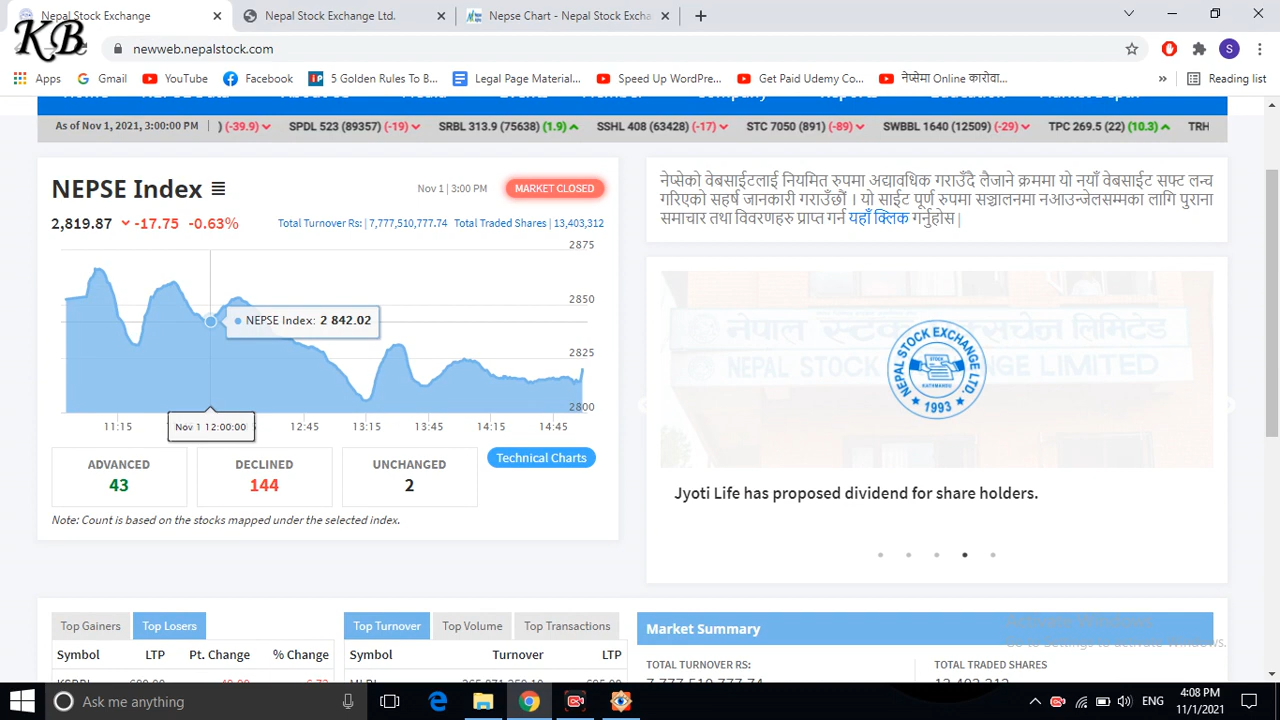 Nepal Stock Exchange
Nepal Stock Exchange Ltd.
Nepse Chart - Nepal Stock Excha
KB
newweb.nepalstock.com
S
Apps
Gmail
YouTube
Facebook
5 Golden Rules To B...
Legal Page Material...
Speed Up WordPre...
Get Paid Udemy Co...
नेप्सेमा Online कारोवा...
»
Reading list
As of Nov 1, 2021, 3:00:00 PM | ) (-39.9) SPDL 523 (89357) (-19) SRBL 313.9 (75638) (1.9) SSHL 408 (63428) (-17) STC 7050 (891) (-89) SWBBL 1640 (12509) (-29) TPC 269.5 (22) (10.3) TRH
NEPSE Index
Nov 1 | 3:00 PM
MARKET CLOSED
2,819.87 -17.75 -0.63%
Total Turnover Rs: | 7,777,510,777.74 Total Traded Shares | 13,403,312
2875
2850
2825
2800
NEPSE Index: 2 842.02
11:15
12:45
13:15
13:45
14:15
14:45
Nov 1 12:00:00
ADVANCED
43
DECLINED
144
UNCHANGED
2
Technical Charts
Note: Count is based on the stocks mapped under the selected index.
नेप्सेको वेबसाईटलाई नियमित रुपमा अद्यावधिक गराउँदै लैजाने क्रममा यो नयाँ वेबसाईट सफ्ट लन्च
गरिएको सहर्ष जानकारी गराउँछौं । यो साईट पूर्ण रुपमा सञ्चालनमा नआउन्जेलसम्मका लागि पुराना
समाचार तथा विवरणहरु प्राप्त गर्न यहाँ क्लिक गर्नुहोस |
नेपाल स्टक एक्सचेन्ज लिमिटेड
NEPAL STOCK EXCHANGE LIMITED
NEPAL STOCK EXCHANGE LTD.
STOCK
KATHMANDU
1993
Jyoti Life has proposed dividend for share holders.
Top Gainers
Top Losers
Symbol LTP Pt. Change % Change
Top Turnover
Top Volume
Top Transactions
Symbol Turnover LTP
Market Summary
TOTAL TURNOVER RS:
TOTAL TRADED SHARES
Activate Windows
Go to Settings to activate Windows.
Ask me anything
ENG
4:08 PM
11/1/2021